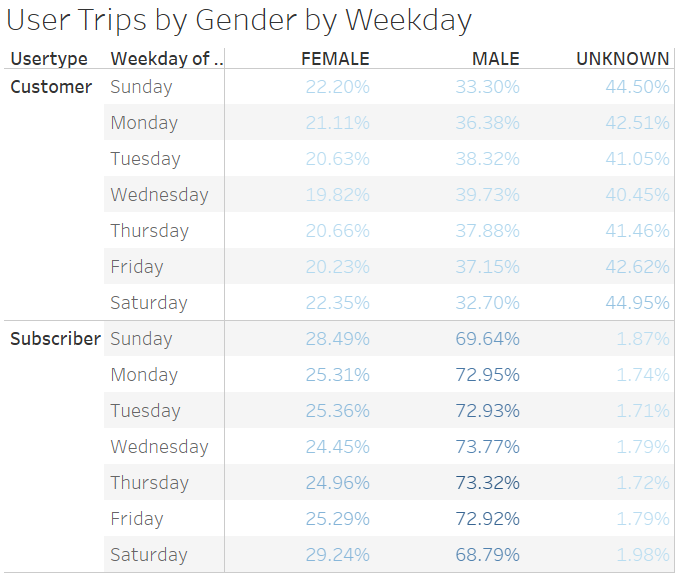 User Trips by Gender by Weekday
Usertype Weekday of .. FEMALE MALE UNKNOWN
Customer Sunday 22.20% 33.30% 44.50%
Monday 21.11% 36.38% 42.51%
Tuesday 20.63% 38.32% 41.05%
Wednesday 19.82% 39.73% 40.45%
Thursday 20.66% 37.88% 41.46%
Friday 20.23% 37.15% 42.62%
Saturday 22.35% 32.70% 44.95%
Subscriber Sunday 28.49% 69.64% 1.87%
Monday 25.31% 72.95% 1.74%
Tuesday 25.36% 72.93% 1.71%
Wednesday 24.45% 73.77% 1.79%
Thursday 24.96% 73.32% 1.72%
Friday 25.29% 72.92% 1.79%
Saturday 29.24% 68.79% 1.98%